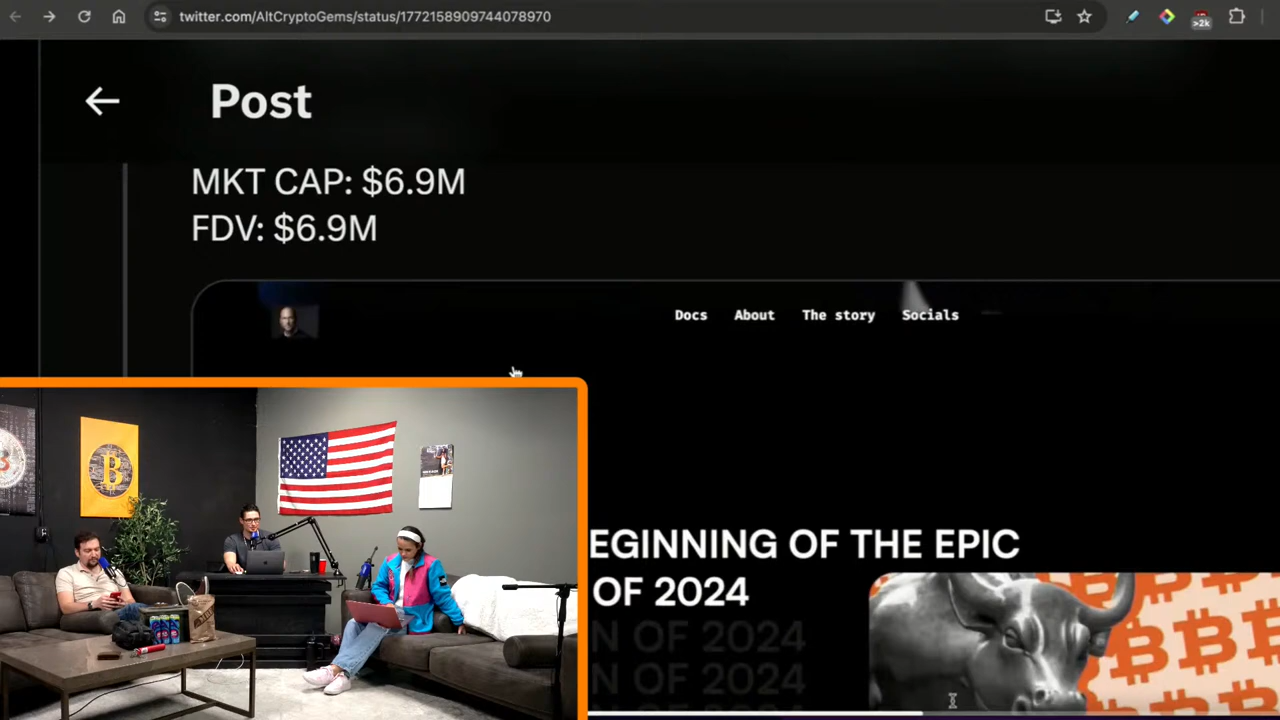 twitter.com/AltCryptoGems/status/1772158909744078970
>2k
Post
MKT CAP: $6.9M
FDV: $6.9M
Docs About The story Socials
EGINNING OF THE EPIC
OF 2024
N OF 2024
N OF 2024